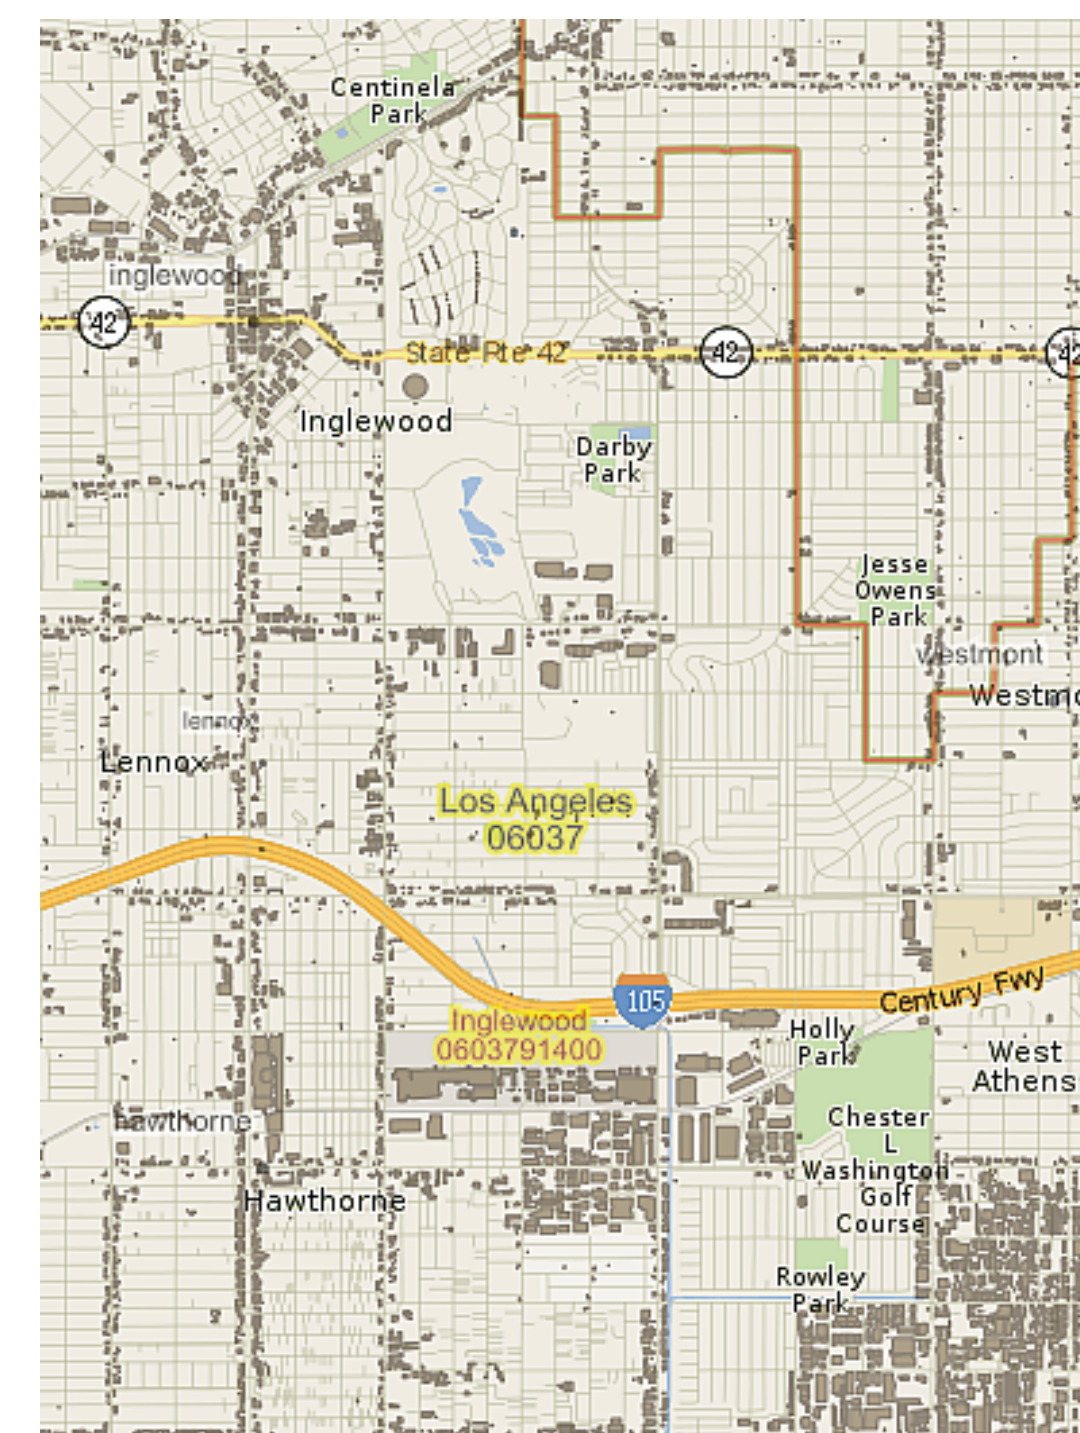 Centinela
Park
inglewood
42
State Rte 42
42
42
Inglewood
Darby
Park
Jesse
Owens
Park
westmont
Westmo
lennox
Lennox
Los Angeles
06037
105
Century Fwy
Inglewood
0603791400
Holly
Park
West
Athens
hawthorne
Chester
L
Washington
Golf
Course
Hawthorne
Rowley
Park